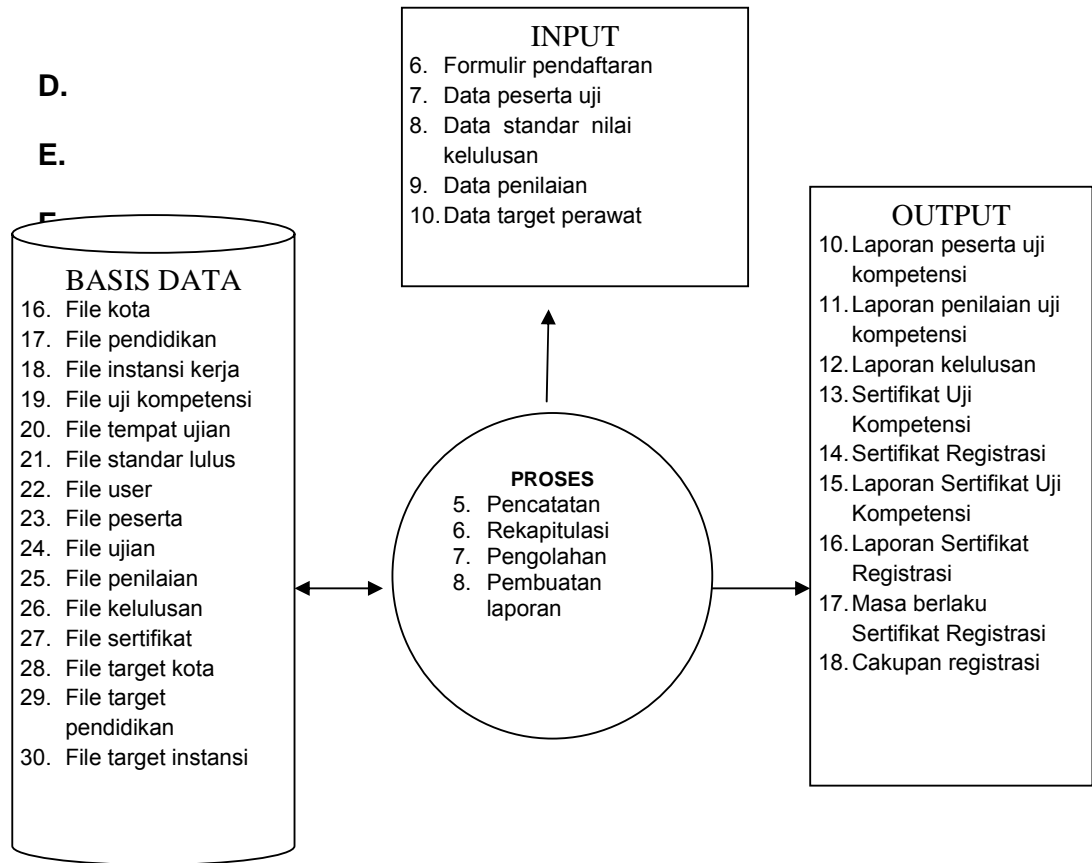 D.
E.
F.
INPUT
6. Formulir pendaftaran
7. Data peserta uji
8. Data standar nilai
kelulusan
9. Data penilaian
10. Data target perawat
BASIS DATA
16. File kota
17. File pendidikan
18. File instansi kerja
19. File uji kompetensi
20. File tempat ujian
21. File standar lulus
22. File user
23. File peserta
24. File ujian
25. File penilaian
26. File kelulusan
27. File sertifikat
28. File target kota
29. File target
pendidikan
30. File target instansi
PROSES
5. Pencatatan
6. Rekapitulasi
7. Pengolahan
8. Pembuatan
laporan
OUTPUT
10. Laporan peserta uji
kompetensi
11. Laporan penilaian uji
kompetensi
12. Laporan kelulusan
13. Sertifikat Uji
Kompetensi
14. Sertifikat Registrasi
15. Laporan Sertifikat Uji
Kompetensi
16. Laporan Sertifikat
Registrasi
17. Masa berlaku
Sertifikat Registrasi
18. Cakupan registrasi